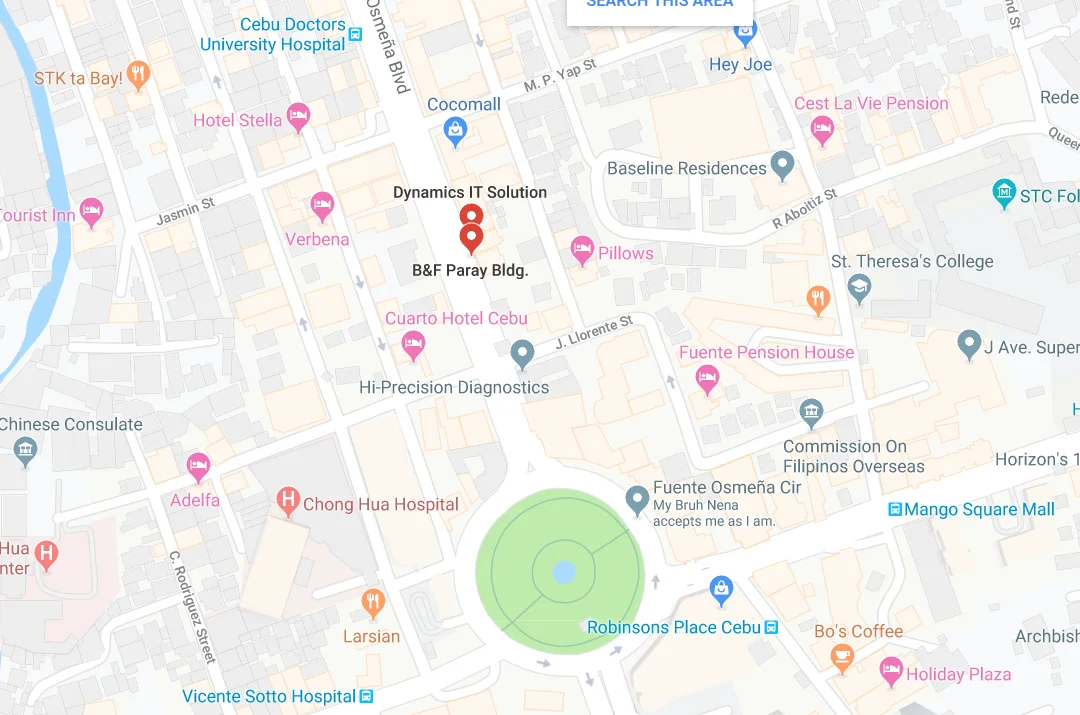 SEARCH THIS AREA
Cebu Doctors
University Hospital
Osmeña Blvd
2nd St
STK ta Bay!
M. P. Yap St
Hey Joe
Hotel Stella
Cocomall
Cest La Vie Pension
Rede
Queen
Baseline Residences
Dynamics IT Solution
STC Fol
Tourist Inn
Jasmin St
R Aboitiz St
Verbena
B&F Paray Bldg.
Pillows
St. Theresa's College
Cuarto Hotel Cebu
J. Llorente St
Fuente Pension House
J Ave. Super
Hi-Precision Diagnostics
H
Chinese Consulate
Commission On
Filipinos Overseas
Horizon's 1
Adelfa
Chong Hua Hospital
Fuente Osmeña Cir
My Bruh Nena
accepts me as I am.
Mango Square Mall
Hua
nter
C. Rodriguez Street
Larsian
Robinsons Place Cebu
Bo's Coffee
Archbish
Holiday Plaza
Vicente Sotto Hospital